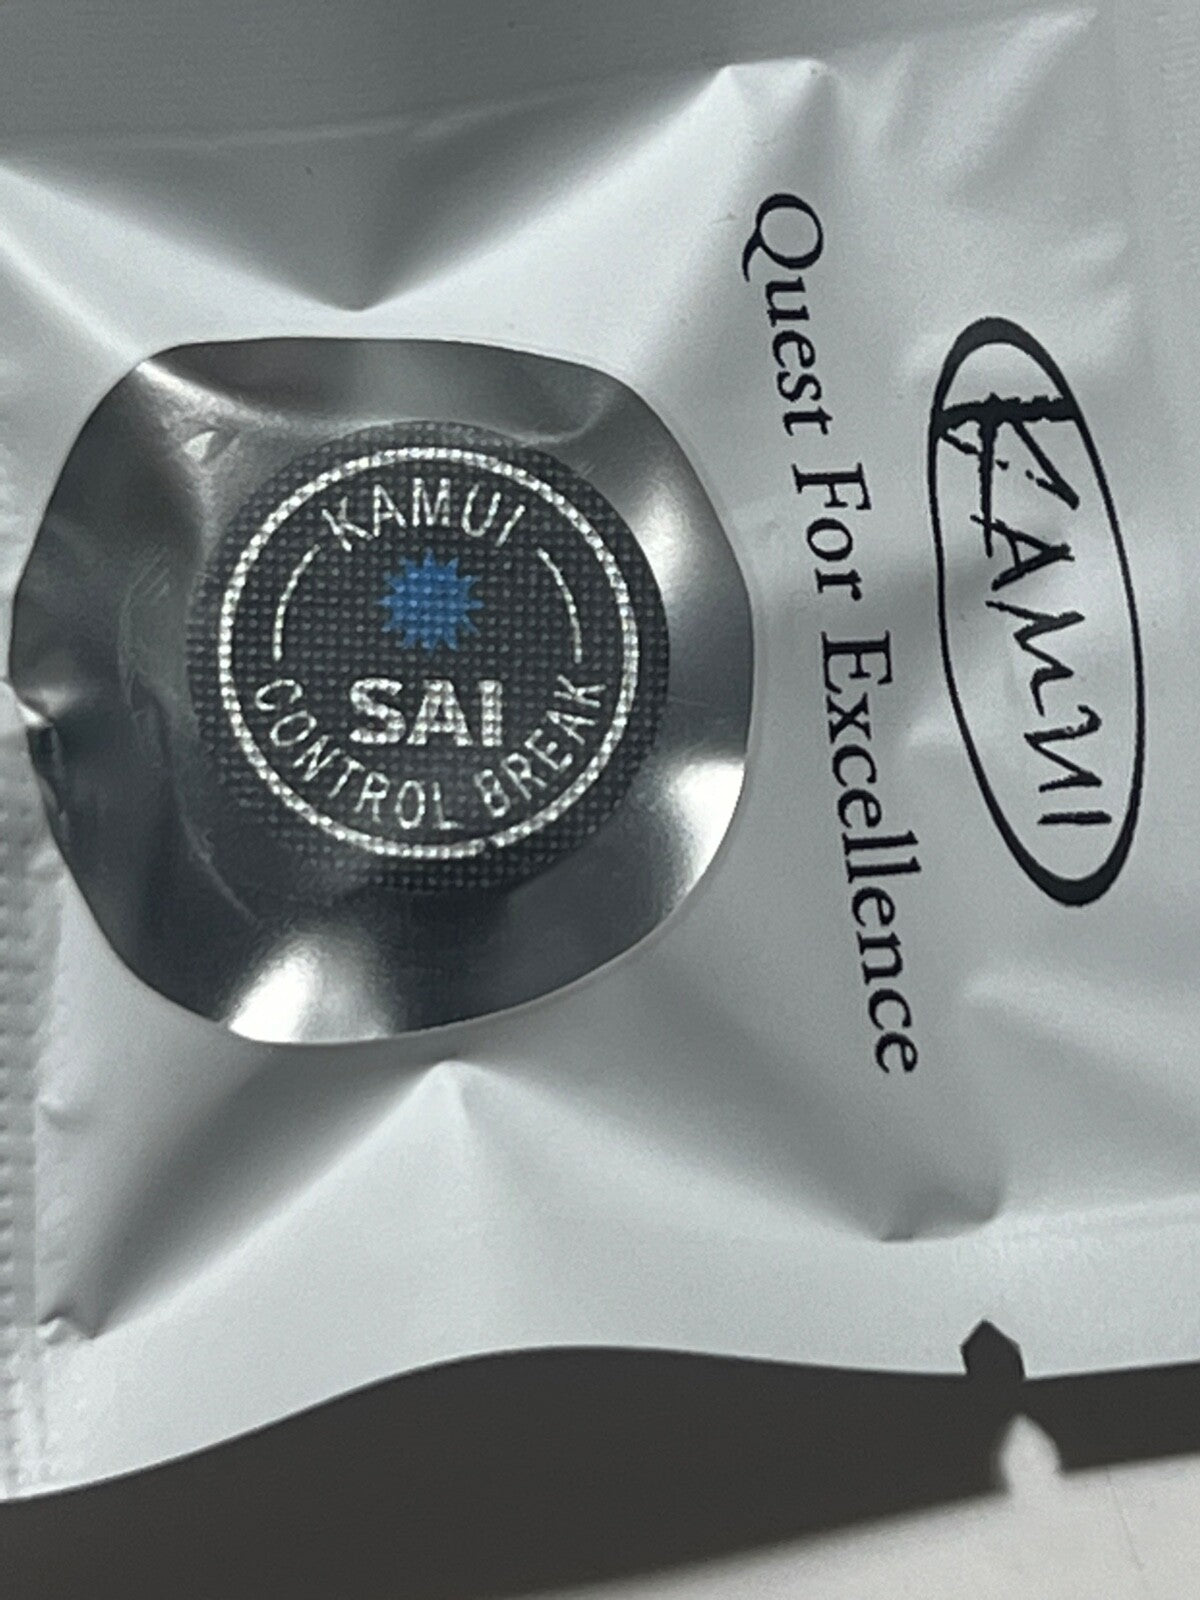 KAMUI
SAI
CONTROL BREAK
KAMUI
Quest For Excellence